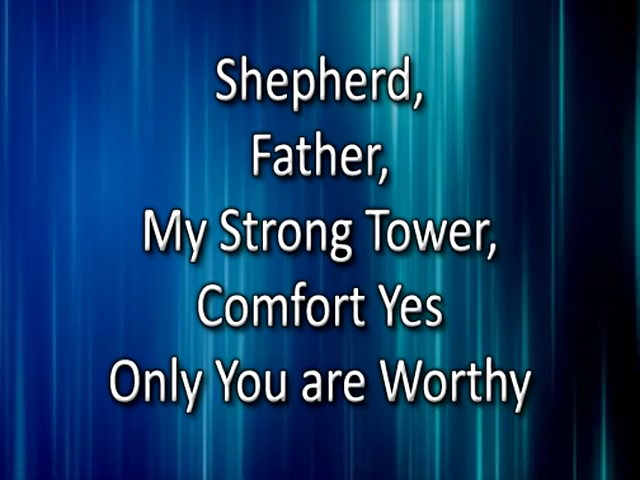 Shepherd,
Father,
My Strong Tower,
Comfort Yes
Only You are Worthy